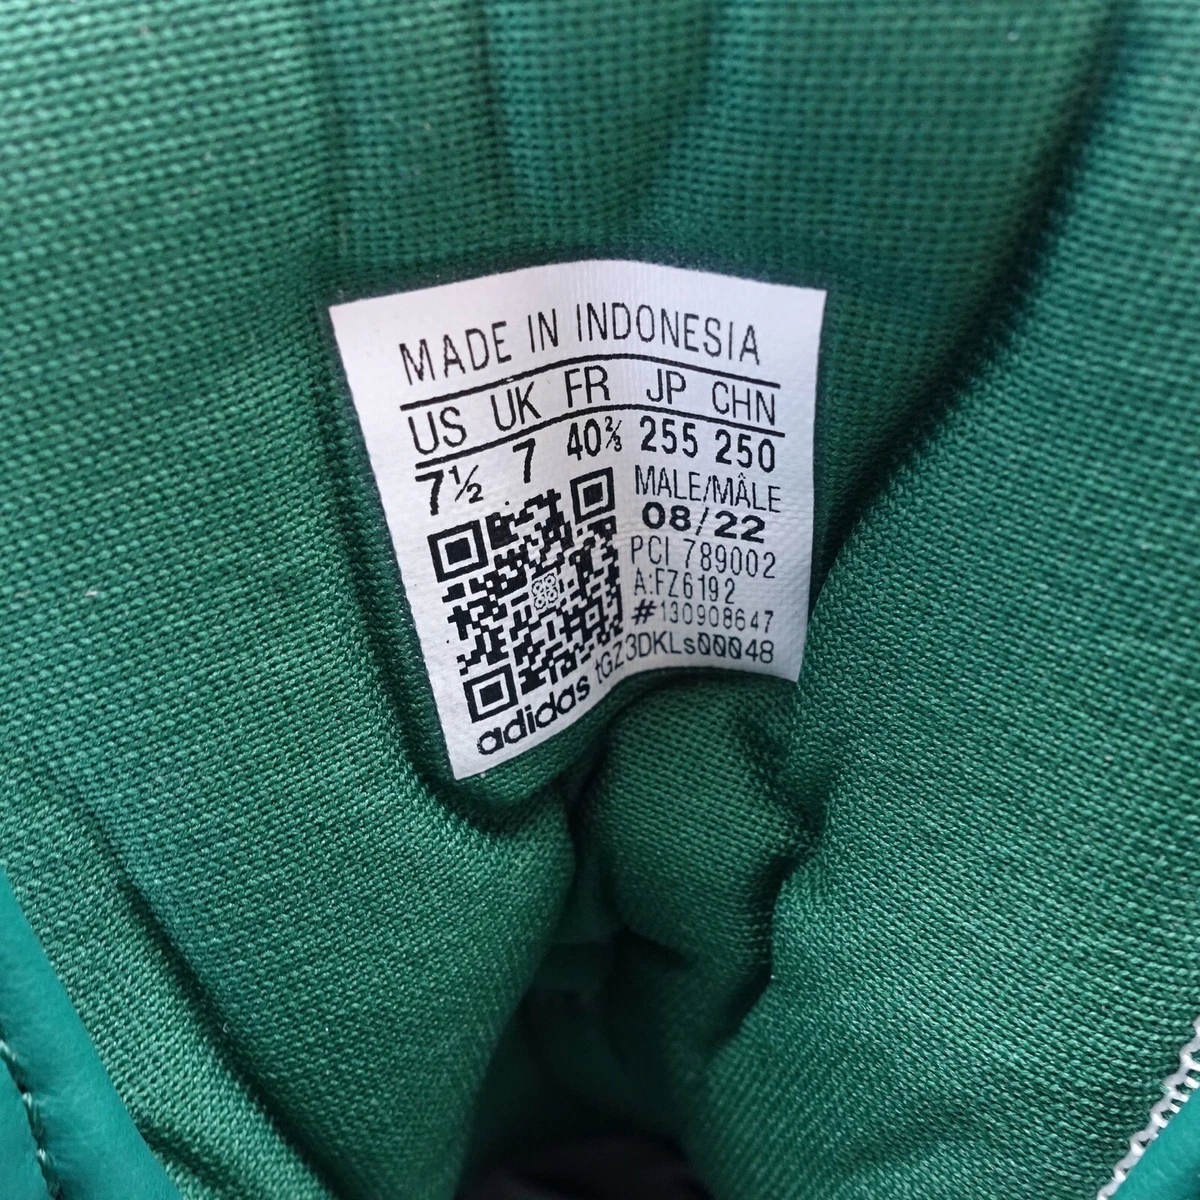 MADE IN INDONESIA
US UK FR JP CHN
7½ 7 40⅔ 255 250
MALE/MÂLE
08/22
PCI 789002
A:FZ6192
#130908647
adidas tGZ3DKLs00048